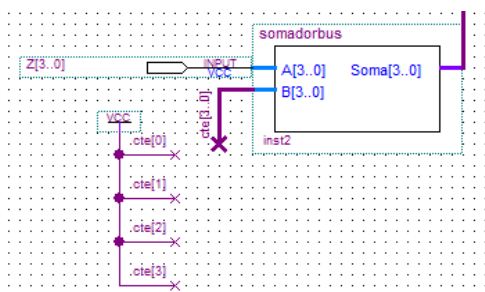 somadorbus
Z[3..0]
INPUT
VCC
A[3..0]
Soma[3..0]
B[3..0]
cte[3..0]
inst2
VCC
cte[0]
cte[1]
cte[2]
cte[3]